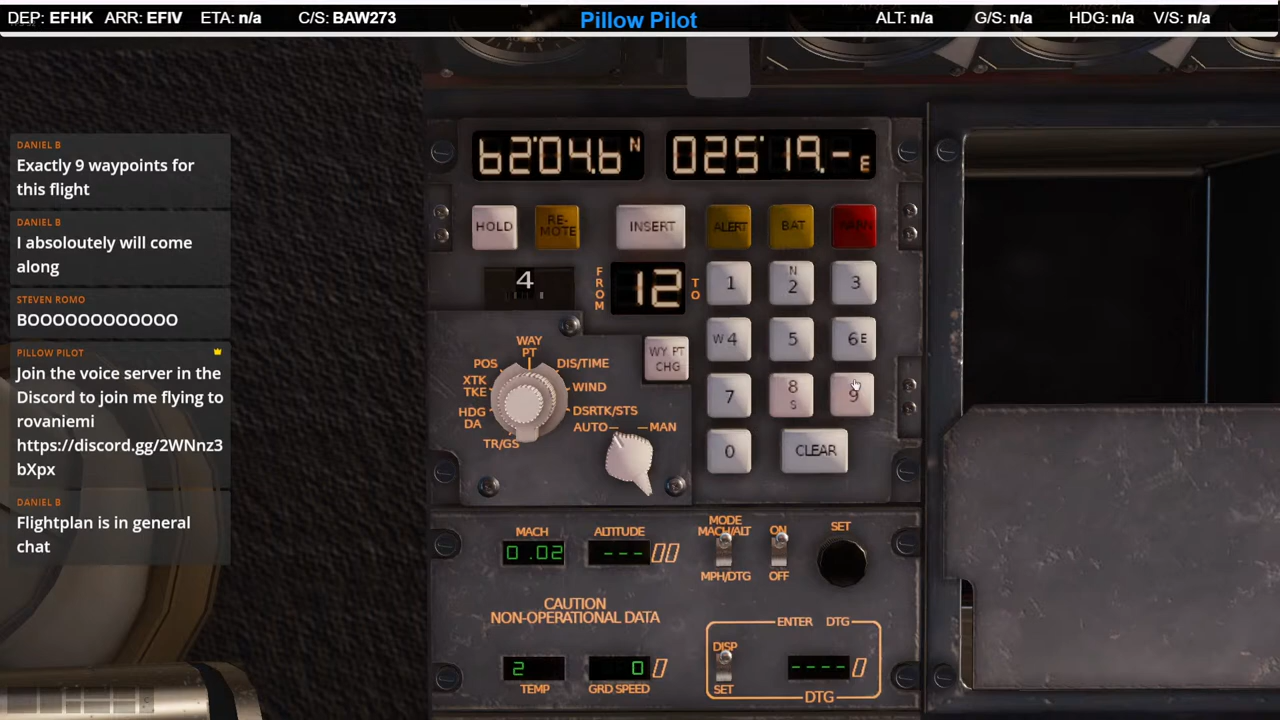 DEP: EFHK ARR: EFIV ETA: n/a C/S: BAW273 Pillow Pilot ALT: n/a G/S: n/a HDG: n/a V/S: n/a
DANIEL B
Exactly 9 waypoints for
this flight
DANIEL B
I absoloutely will come
along
STEVEN ROMO
BOOOOOOOOOOOO
PILLOW PILOT
Join the voice server in the
Discord to join me flying to
rovaniemi
https://discord.gg/2WNnz3
bXpx
DANIEL B
Flightplan is in general
chat
62°04.6 N 025°19.- E
HOLD RE-
MOTE INSERT ALERT BAT WARN
4 FROM 12 TO
1 N 2 3
W 4 5 6 E
7 8 S 9
0 CLEAR
WY PT
CHG
WAY
PT
POS DIS/TIME
XTK
TKE WIND
HDG
DA DSRTK/STS
TR/GS
AUTO MAN
MACH ALTITUDE MODE
MACH/ALT ON SET
0.02 ---00
MPH/DTG OFF
CAUTION
NON-OPERATIONAL DATA
ENTER DTG
DISP
2 0 0 ---- 0
TEMP GRD SPEED SET DTG